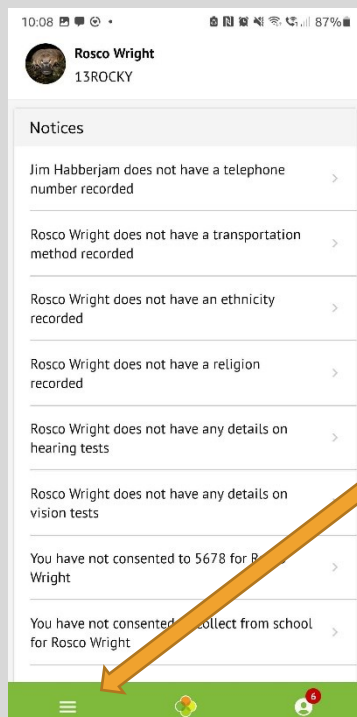 10:08 87%
Rosco Wright
13ROCKY
Notices
Jim Habberjam does not have a telephone
number recorded
Rosco Wright does not have a transportation
method recorded
Rosco Wright does not have an ethnicity
recorded
Rosco Wright does not have a religion
recorded
Rosco Wright does not have any details on
hearing tests
Rosco Wright does not have any details on
vision tests
You have not consented to 5678 for
Wright
You have not consented collect from school
for Rosco Wright
6